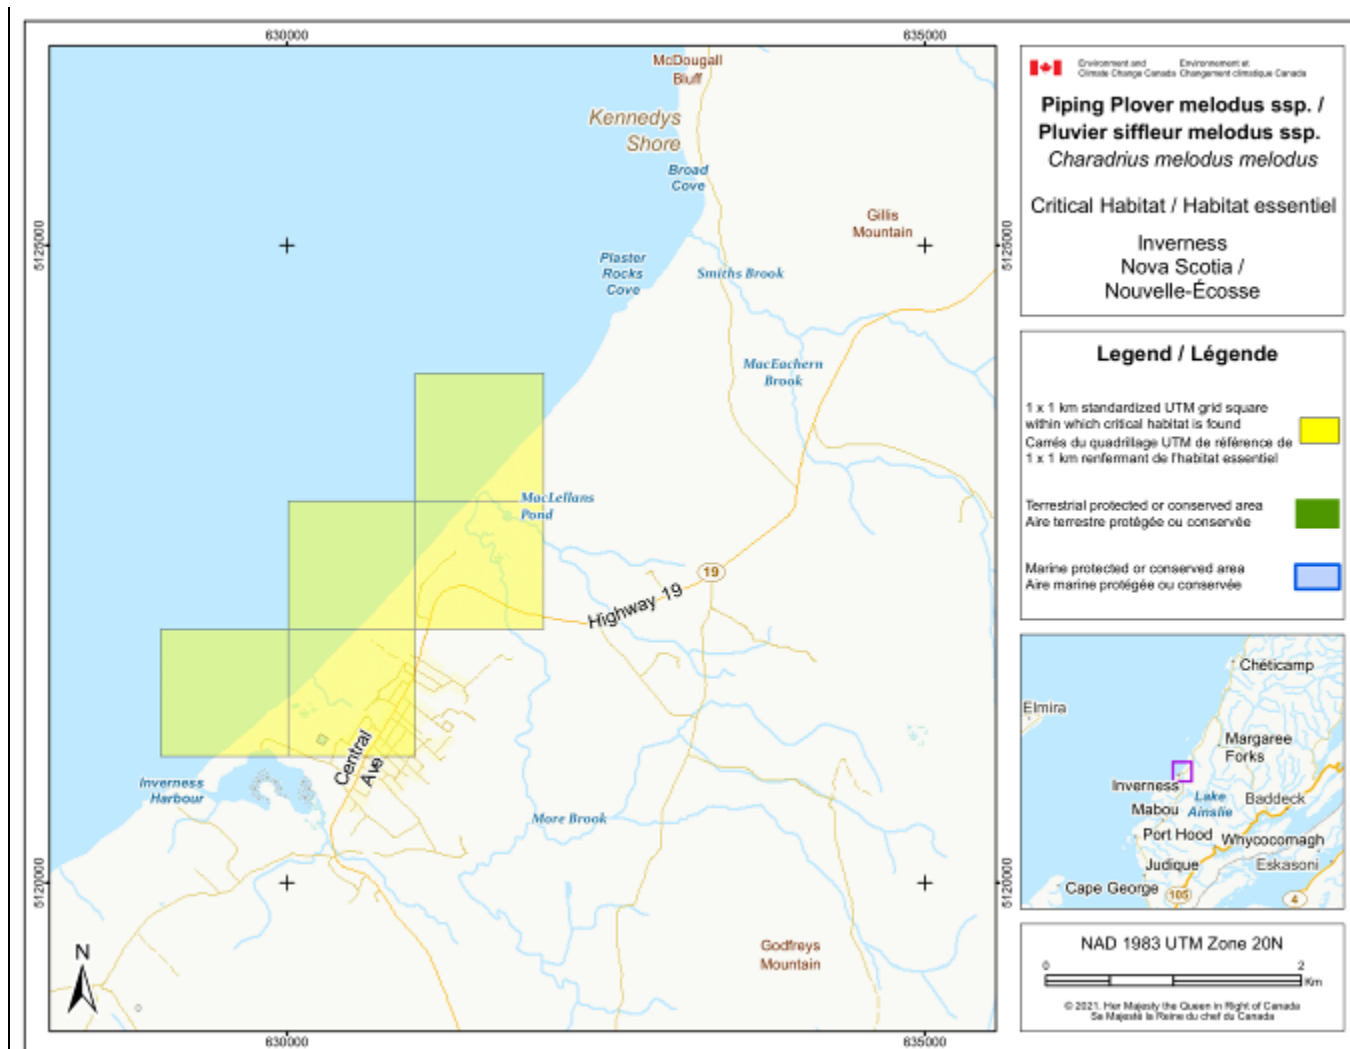 630000
635000
McDougall
Bluff
Kennedys
Shore
Broad
Cove
Gillis
Mountain
5125000
5125000
Plaster
Rocks
Cove
Smiths Brook
MacEachern
Brook
MacLellans
Pond
19
Highway 19
Central
Ave
Inverness
Harbour
More Brook
5120000
5120000
Godfreys
Mountain
N
630000
635000
Environment and
Climate Change Canada
Environnement et
Changement climatique Canada
Piping Plover melodus ssp. /
Pluvier siffleur melodus ssp.
Charadrius melodus melodus
Critical Habitat / Habitat essentiel
Inverness
Nova Scotia /
Nouvelle-Écosse
Legend / Légende
1 x 1 km standardized UTM grid square
within which critical habitat is found
Carrés du quadrillage UTM de référence de
1 x 1 km renfermant de l'habitat essentiel
Terrestrial protected or conserved area
Aire terrestre protégée ou conservée
Marine protected or conserved area
Aire marine protégée ou conservée
Chéticamp
Elmira
Margaree
Forks
Inverness
Lake
Ainslie
Baddeck
Mabou
Port Hood
Whycocomagh
Judique
Eskasoni
Cape George
105
4
NAD 1983 UTM Zone 20N
0
2
Km
© 2021. Her Majesty the Queen in Right of Canada
Sa Majesté la Reine du chef du Canada